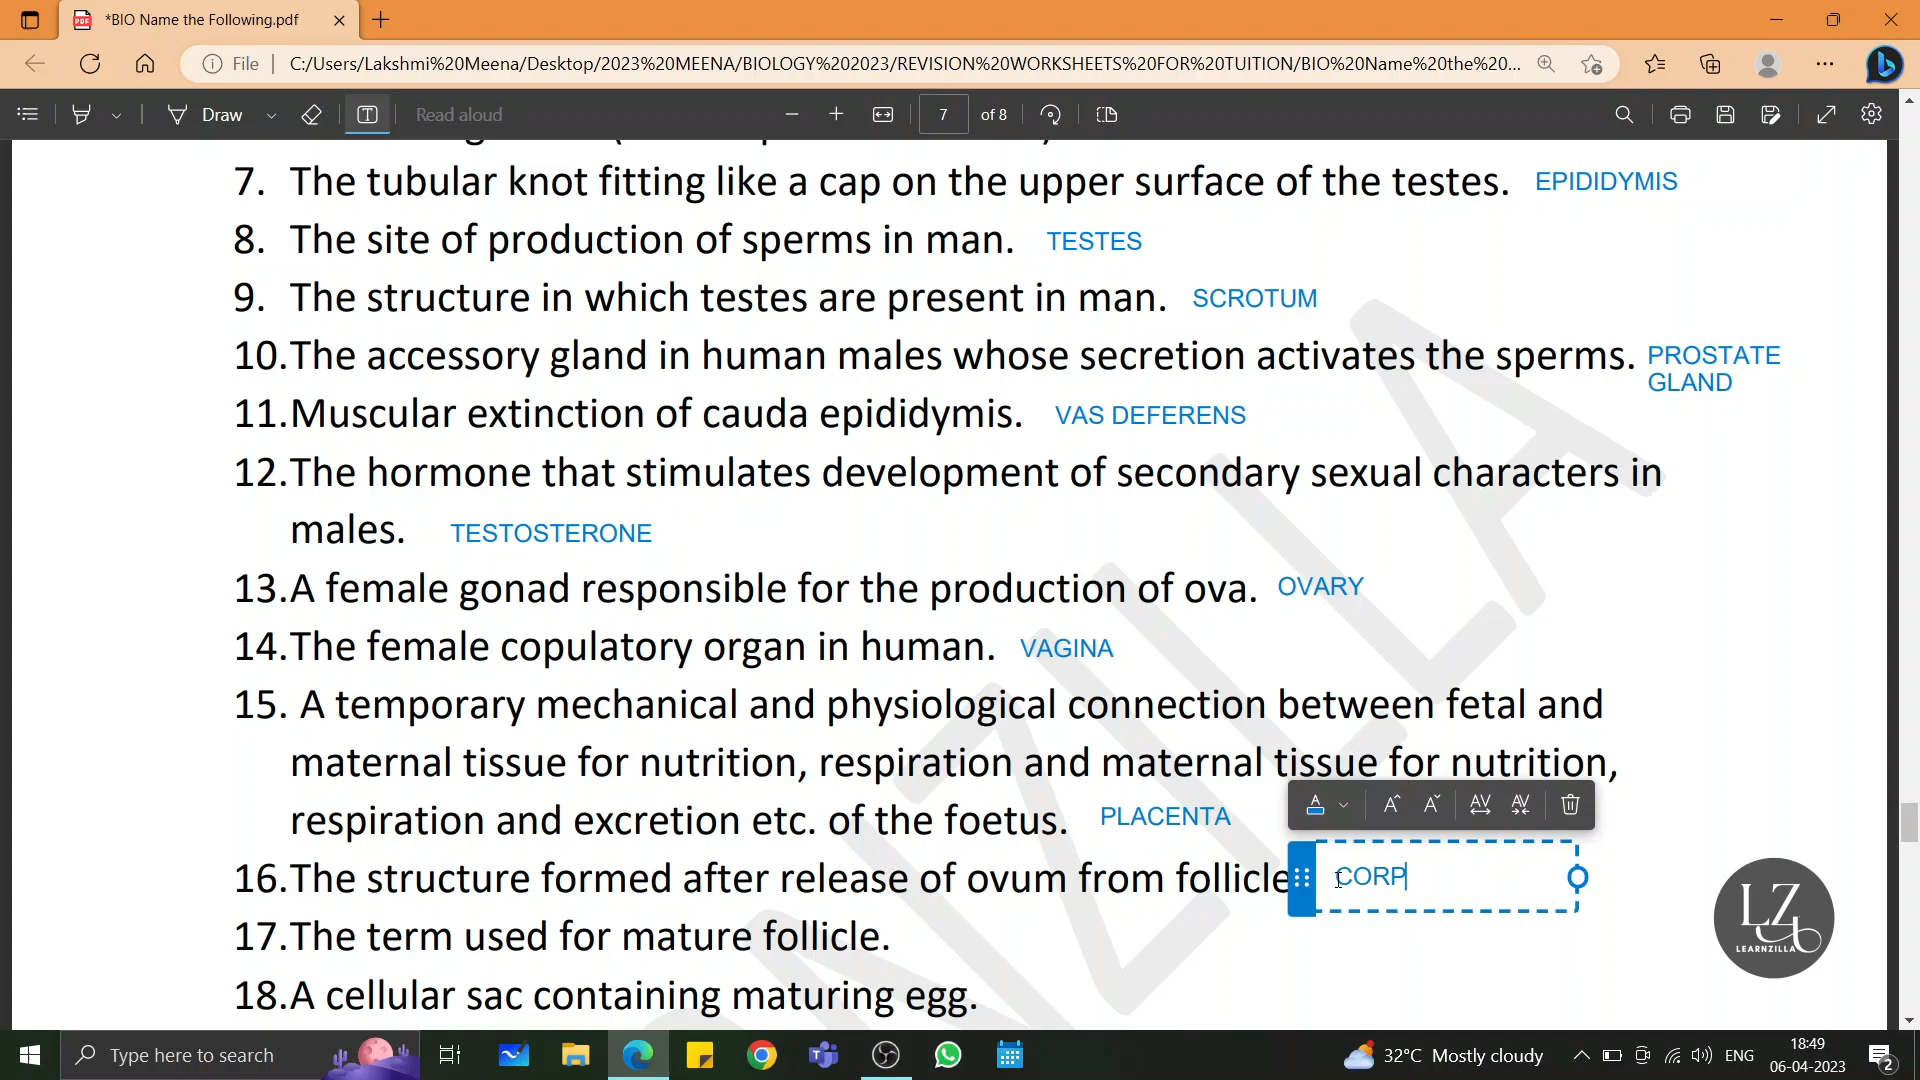 *BIO Name the Following.pdf
File
C:/Users/Lakshmi%20Meena/Desktop/2023%20MEENA/BIOLOGY%202023/REVISION%20WORKSHEETS%20FOR%20TUITION/BIO%20Name%20the%20...
Draw
Read aloud
7
of 8
7. The tubular knot fitting like a cap on the upper surface of the testes. EPIDIDYMIS
8. The site of production of sperms in man. TESTES
9. The structure in which testes are present in man. SCROTUM
10.The accessory gland in human males whose secretion activates the sperms. PROSTATE
GLAND
11.Muscular extinction of cauda epididymis. VAS DEFERENS
12.The hormone that stimulates development of secondary sexual characters in
males. TESTOSTERONE
13.A female gonad responsible for the production of ova. OVARY
14.The female copulatory organ in human. VAGINA
15. A temporary mechanical and physiological connection between fetal and
maternal tissue for nutrition, respiration and maternal tissue for nutrition,
respiration and excretion etc. of the foetus. PLACENTA
16.The structure formed after release of ovum from follicle CORP
17.The term used for mature follicle.
18.A cellular sac containing maturing egg.
LZ
LEARNZILLA
Type here to search
32°C Mostly cloudy
ENG
18:49
06-04-2023
2